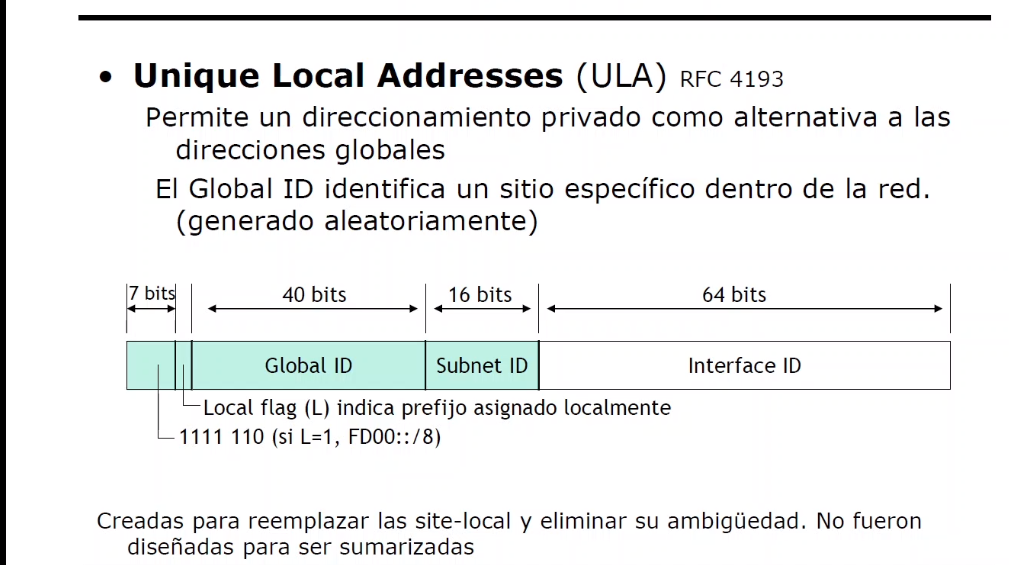 • Unique Local Addresses (ULA) RFC 4193
Permite un direccionamiento privado como alternativa a las
direcciones globales
El Global ID identifica un sitio específico dentro de la red.
(generado aleatoriamente)
7 bits 40 bits 16 bits 64 bits
Global ID Subnet ID Interface ID
Local flag (L) indica prefijo asignado localmente
1111 110 (si L=1, FD00::/8)
Creadas para reemplazar las site-local y eliminar su ambigüedad. No fueron
diseñadas para ser sumarizadas